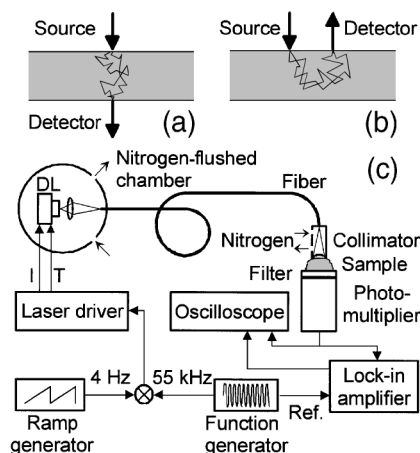 Source
Source
Detector
Detector
(a)
(b)
(c)
Nitrogen-flushed
chamber
DL
Fiber
Nitrogen
Collimator
Sample
Filter
Photo-
multiplier
I
T
Laser driver
Oscilloscope
4 Hz
55 kHz
Ref.
Lock-in
amplifier
Ramp
generator
Function
generator